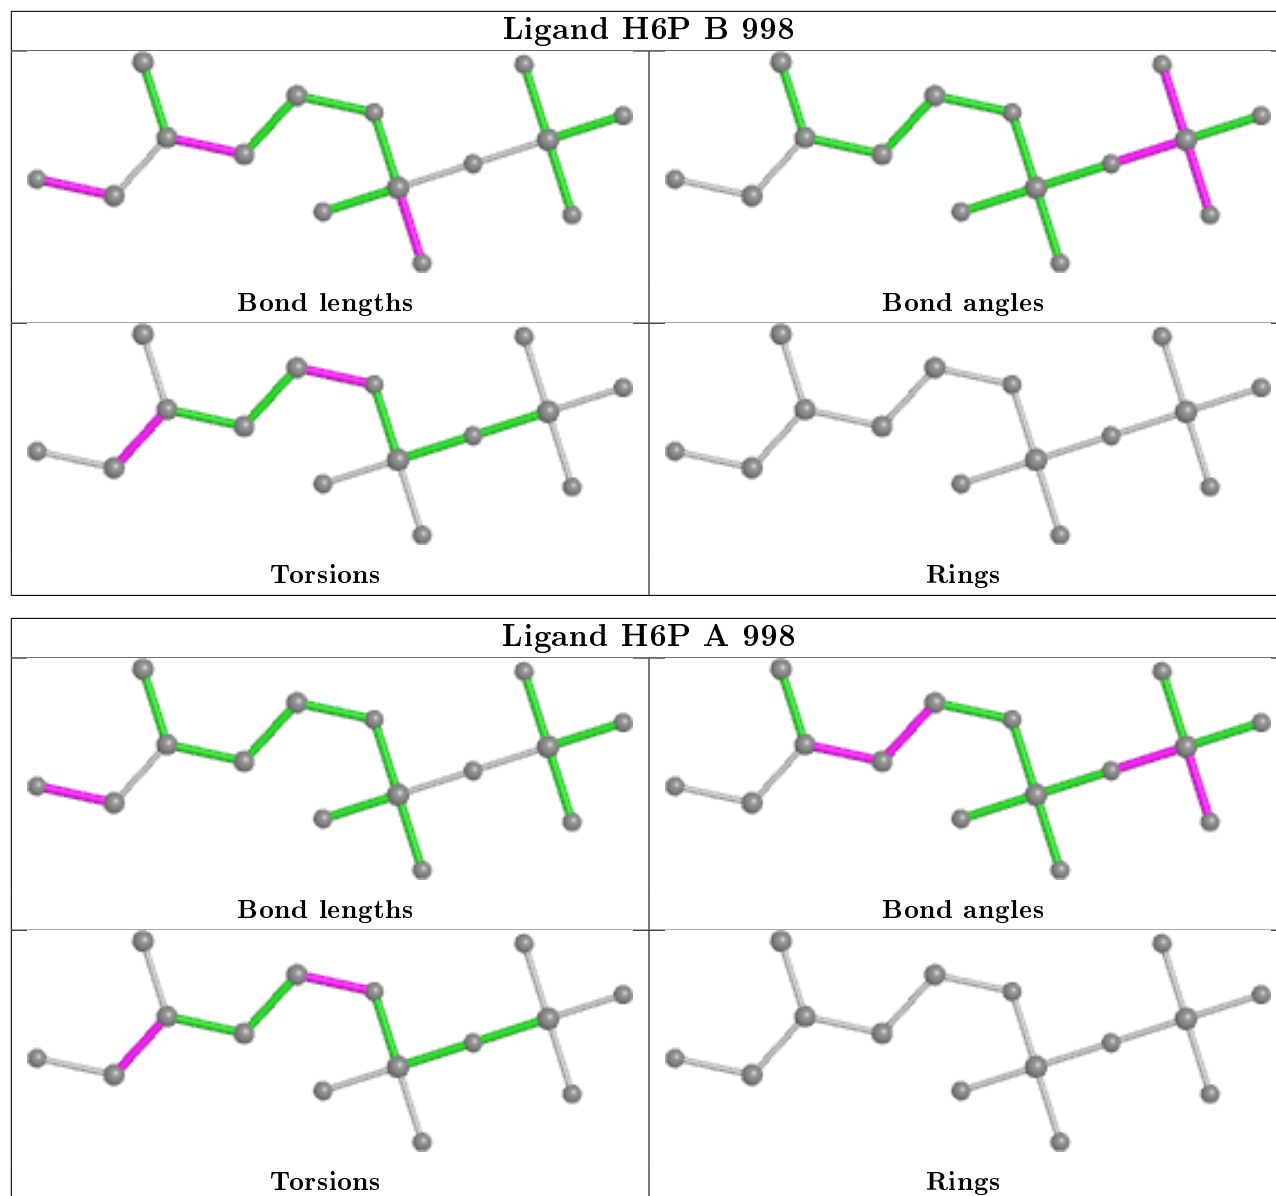 Ligand H6P B 998
Bond lengths
Bond angles
Torsions
Rings
Ligand H6P A 998
Bond lengths
Bond angles
Torsions
Rings